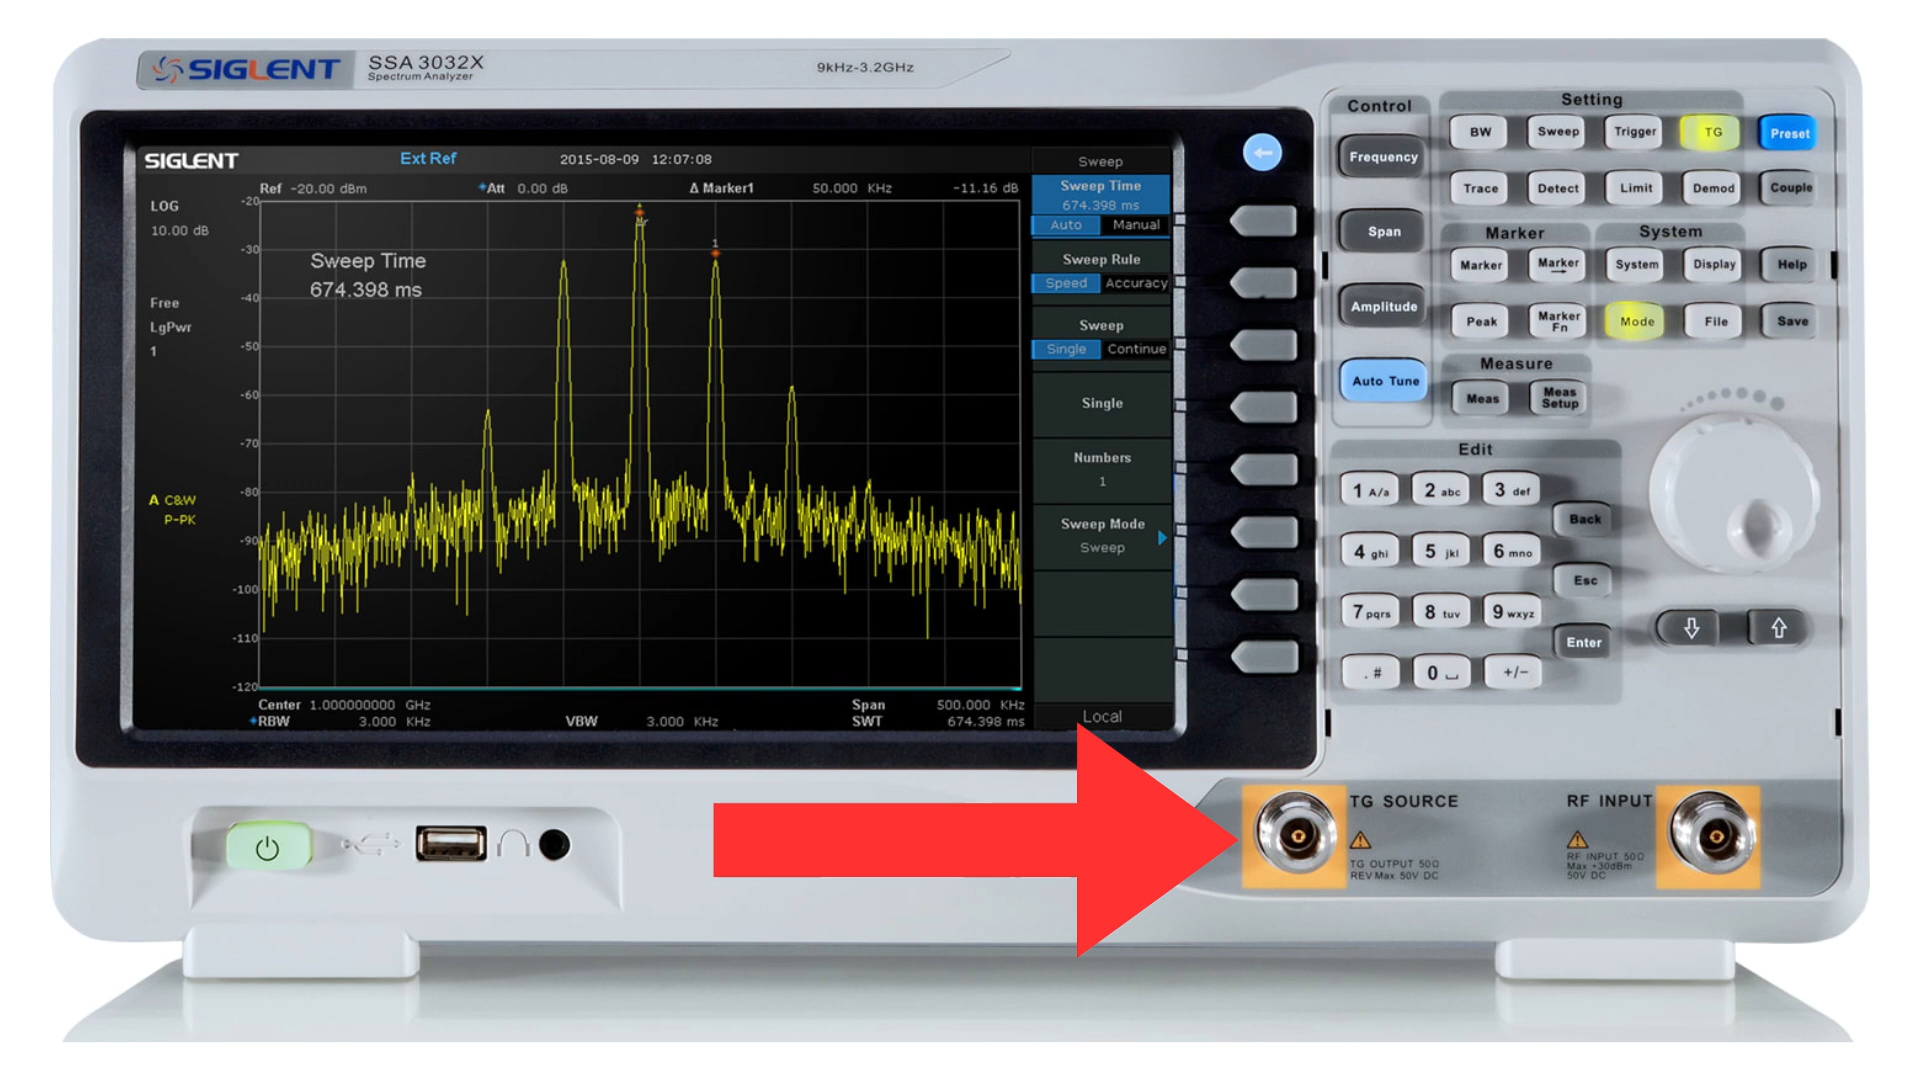 SIGLENT
SSA 3032X
Spectrum Analyzer
9kHz-3.2GHz
SIGLENT
Ext Ref
2015-08-09 12:07:08
Ref -20.00 dBm
Att 0.00 dB
Δ Marker1
50.000 KHz
-11.16 dB
LOG
10.00 dB
Free
LgPwr
1
A C&W
P-PK
-20
-30
-40
-50
-60
-70
-80
-90
-100
-110
-120
Sweep Time
674.398 ms
1
Center 1.000000000 GHz
Span 500.000 KHz
RBW 3.000 KHz
VBW 3.000 KHz
SWT 674.398 ms
Sweep
Sweep Time
674.398 ms
Auto Manual
Sweep Rule
Speed Accuracy
Sweep
Single Continue
Single
Numbers
1
Sweep Mode
Sweep
Local
Control
Frequency
Span
Amplitude
Auto Tune
Setting
BW Sweep Trigger TG Preset
Trace Detect Limit Demod Couple
Marker
System
Marker Marker System Display Help
Peak Marker Fn Mode File Save
Measure
Meas Meas Setup
Edit
1 A/a 2 abc 3 def
Back
4 ghi 5 jkl 6 mno
Esc
7 pqrs 8 tuv 9 wxyz
Enter
. # 0 +/-
TG SOURCE
TG OUTPUT 50Ω
REV Max 50V DC
RF INPUT
RF INPUT 50Ω
Max +30dBm
50V DC